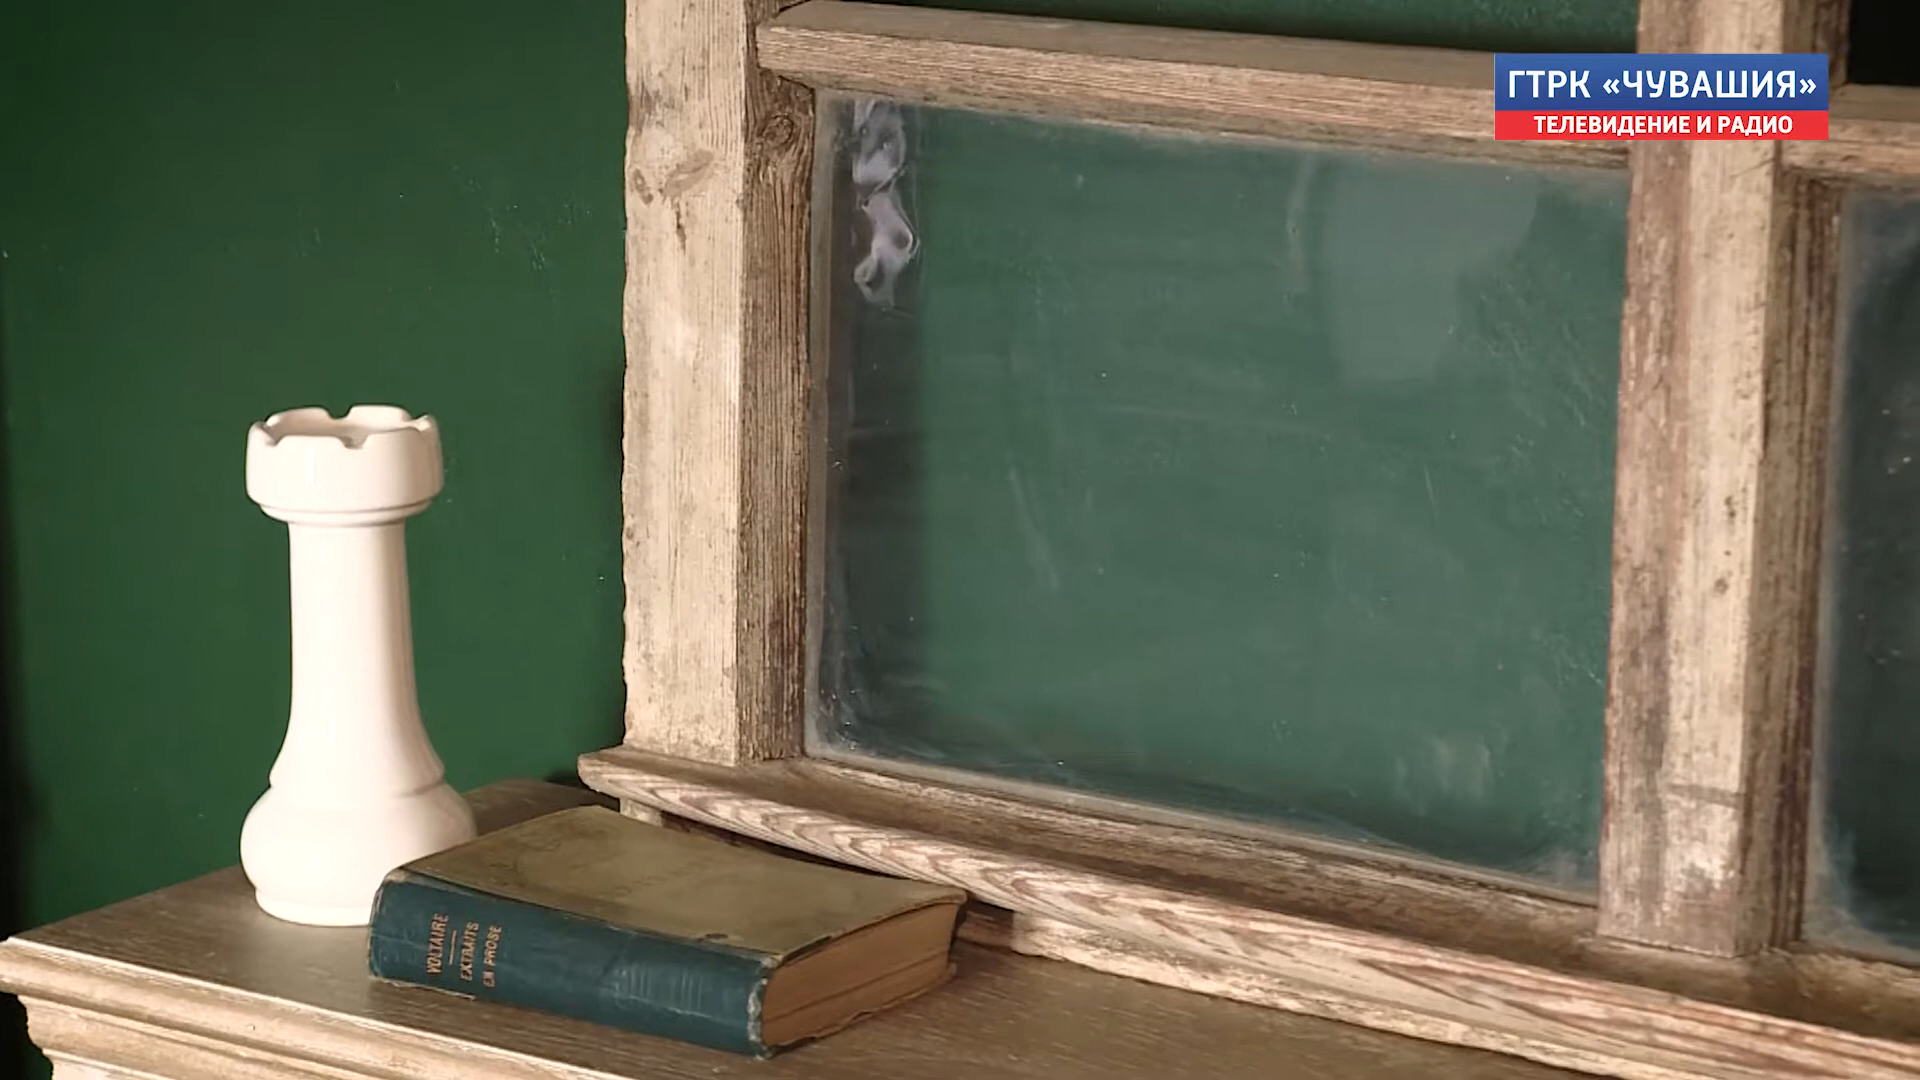 ГТРК «ЧУВАШИЯ»
ТЕЛЕВИДЕНИЕ И РАДИО
VOLTAIRE
EXTRAITS
EN PROSE